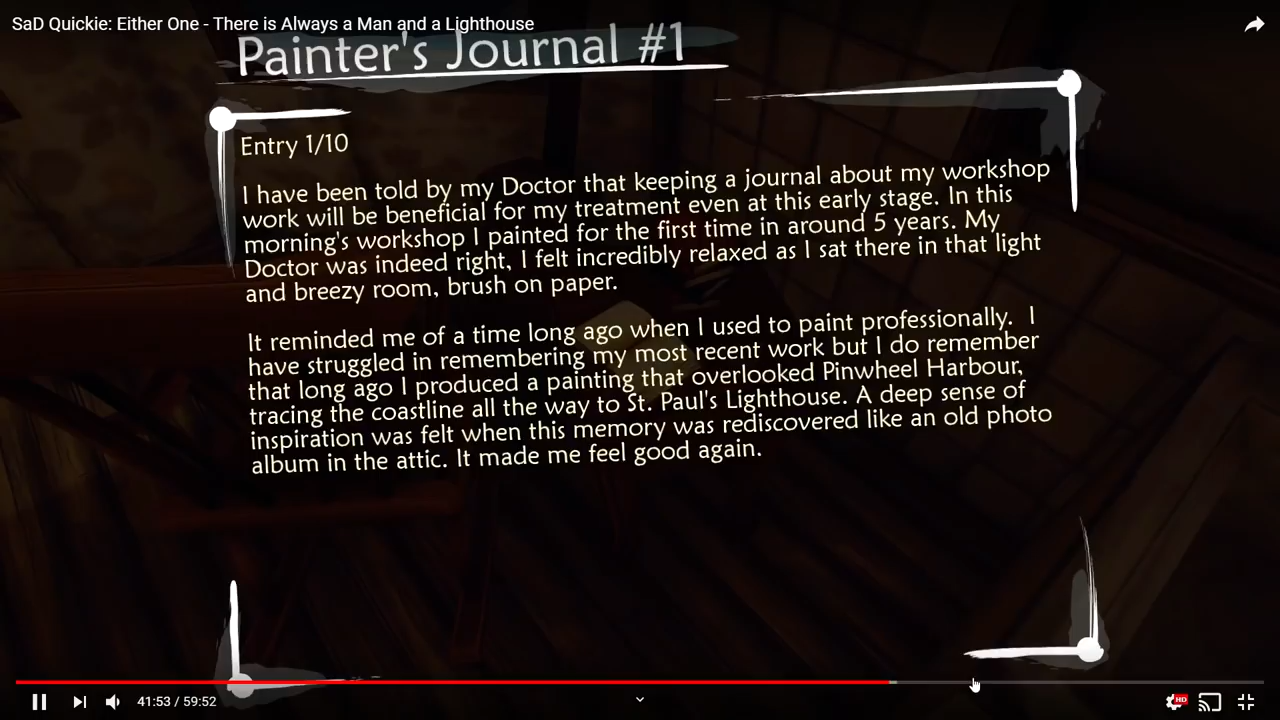 SaD Quickie: Either One - There is Always a Man and a Lighthouse
Painter's Journal #1
Entry 1/10
I have been told by my Doctor that keeping a journal about my workshop
work will be beneficial for my treatment even at this early stage. In this
morning's workshop I painted for the first time in around 5 years. My
Doctor was indeed right, I felt incredibly relaxed as I sat there in that light
and breezy room, brush on paper.
It reminded me of a time long ago when I used to paint professionally. I
have struggled in remembering my most recent work but I do remember
that long ago I produced a painting that overlooked Pinwheel Harbour,
tracing the coastline all the way to St. Paul's Lighthouse. A deep sense of
inspiration was felt when this memory was rediscovered like an old photo
album in the attic. It made me feel good again.
41:53 / 59:52
HD